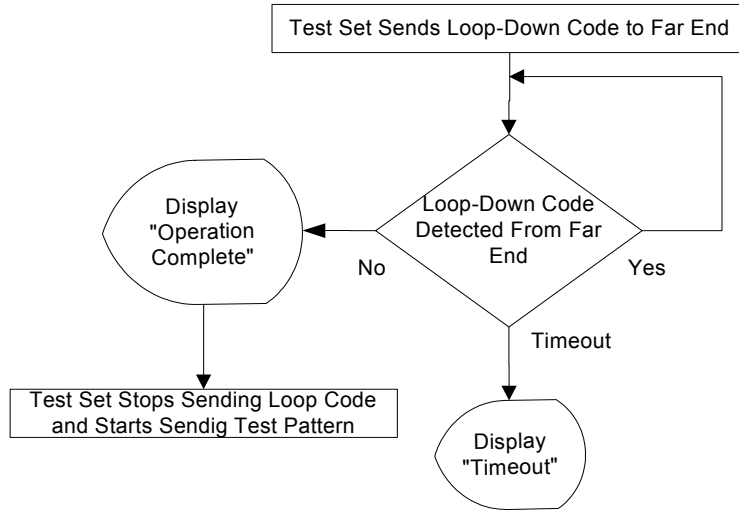 Test Set Sends Loop-Down Code to Far End
Loop-Down Code
Detected From Far
End
Display
"Operation
Complete"
No
Yes
Timeout
Test Set Stops Sending Loop Code
and Starts Sendig Test Pattern
Display
"Timeout"